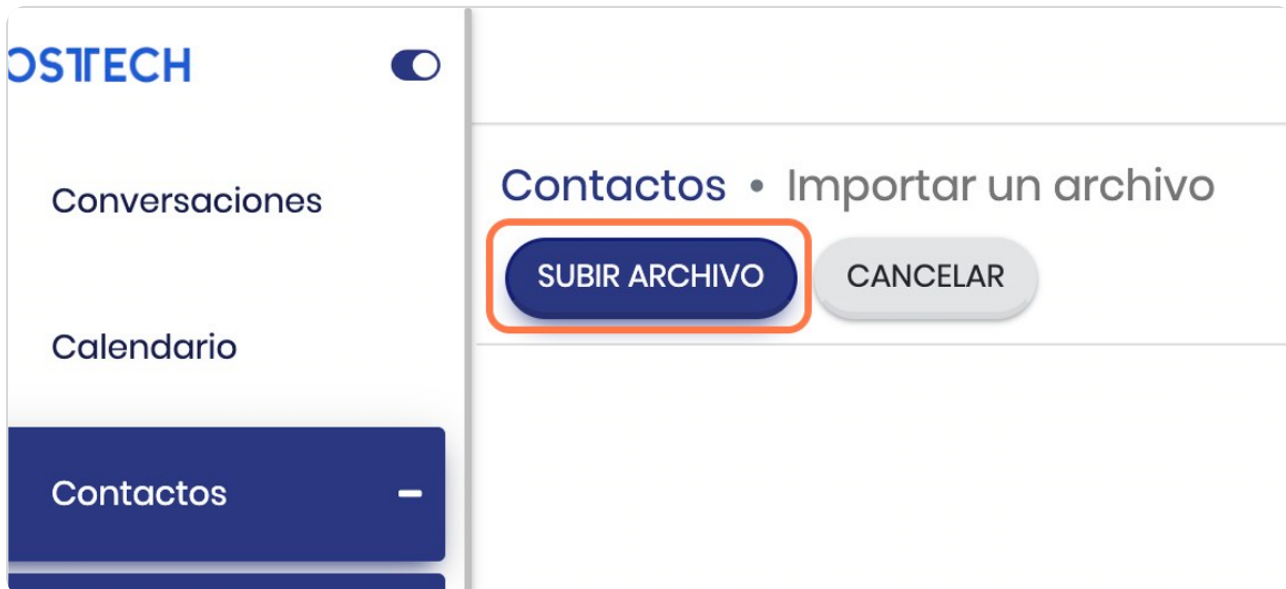 OSTTECH
Conversaciones
Calendario
Contactos
Contactos • Importar un archivo
SUBIR ARCHIVO CANCELAR